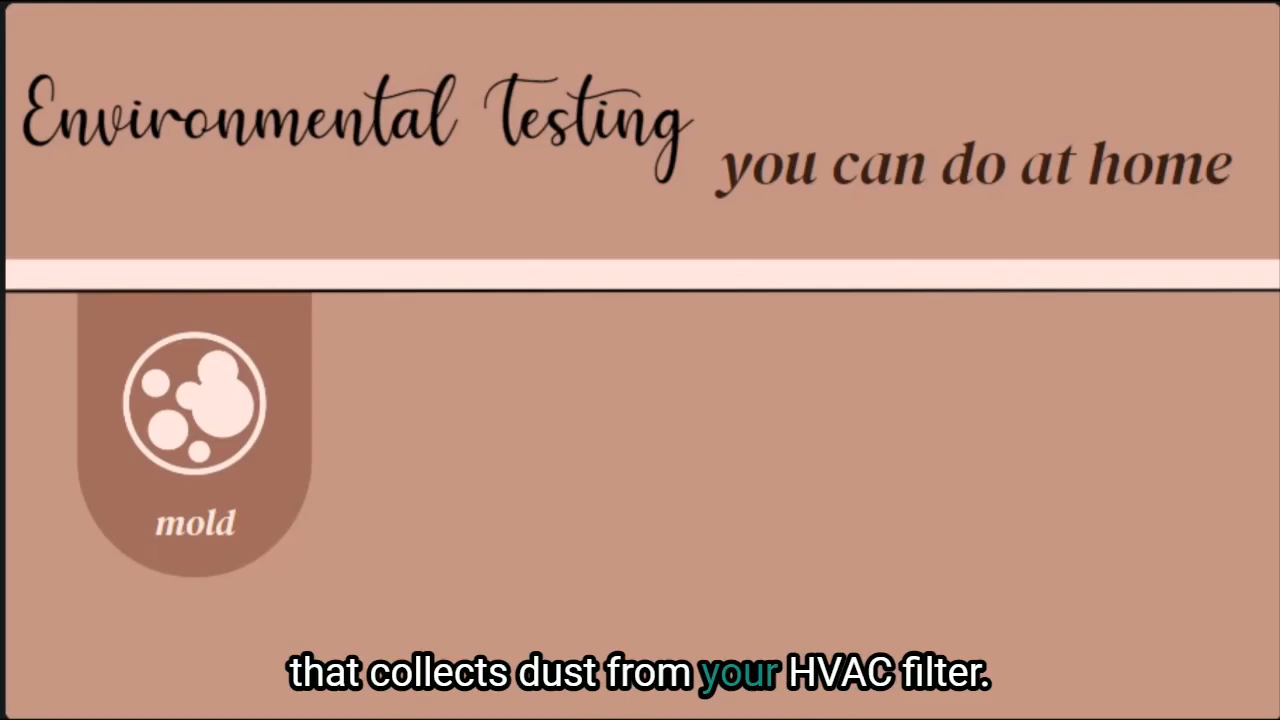 Environmental Testing
you can do at home
mold
that collects dust from your HVAC filter.